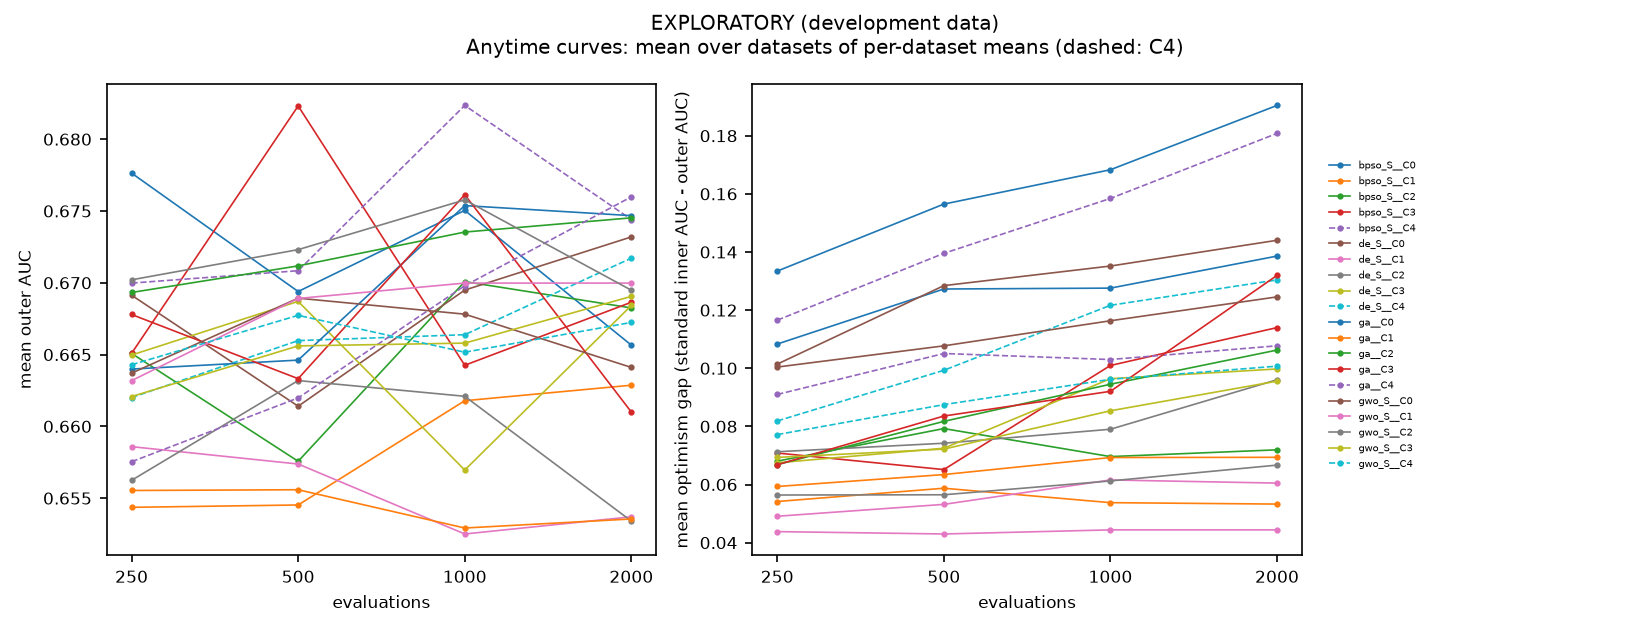 EXPLORATORY (development data)
Anytime curves: mean over datasets of per-dataset means (dashed: C4)
mean outer AUC
0.680
0.675
0.670
0.665
0.660
0.655
250
500
1000
2000
evaluations
mean optimism gap (standard inner AUC - outer AUC)
0.18
0.16
0.14
0.12
0.10
0.08
0.06
0.04
250
500
1000
2000
evaluations
bpso_S__C0
bpso_S__C1
bpso_S__C2
bpso_S__C3
bpso_S__C4
de_S__C0
de_S__C1
de_S__C2
de_S__C3
de_S__C4
ga__C0
ga__C1
ga__C2
ga__C3
ga__C4
gwo_S__C0
gwo_S__C1
gwo_S__C2
gwo_S__C3
gwo_S__C4